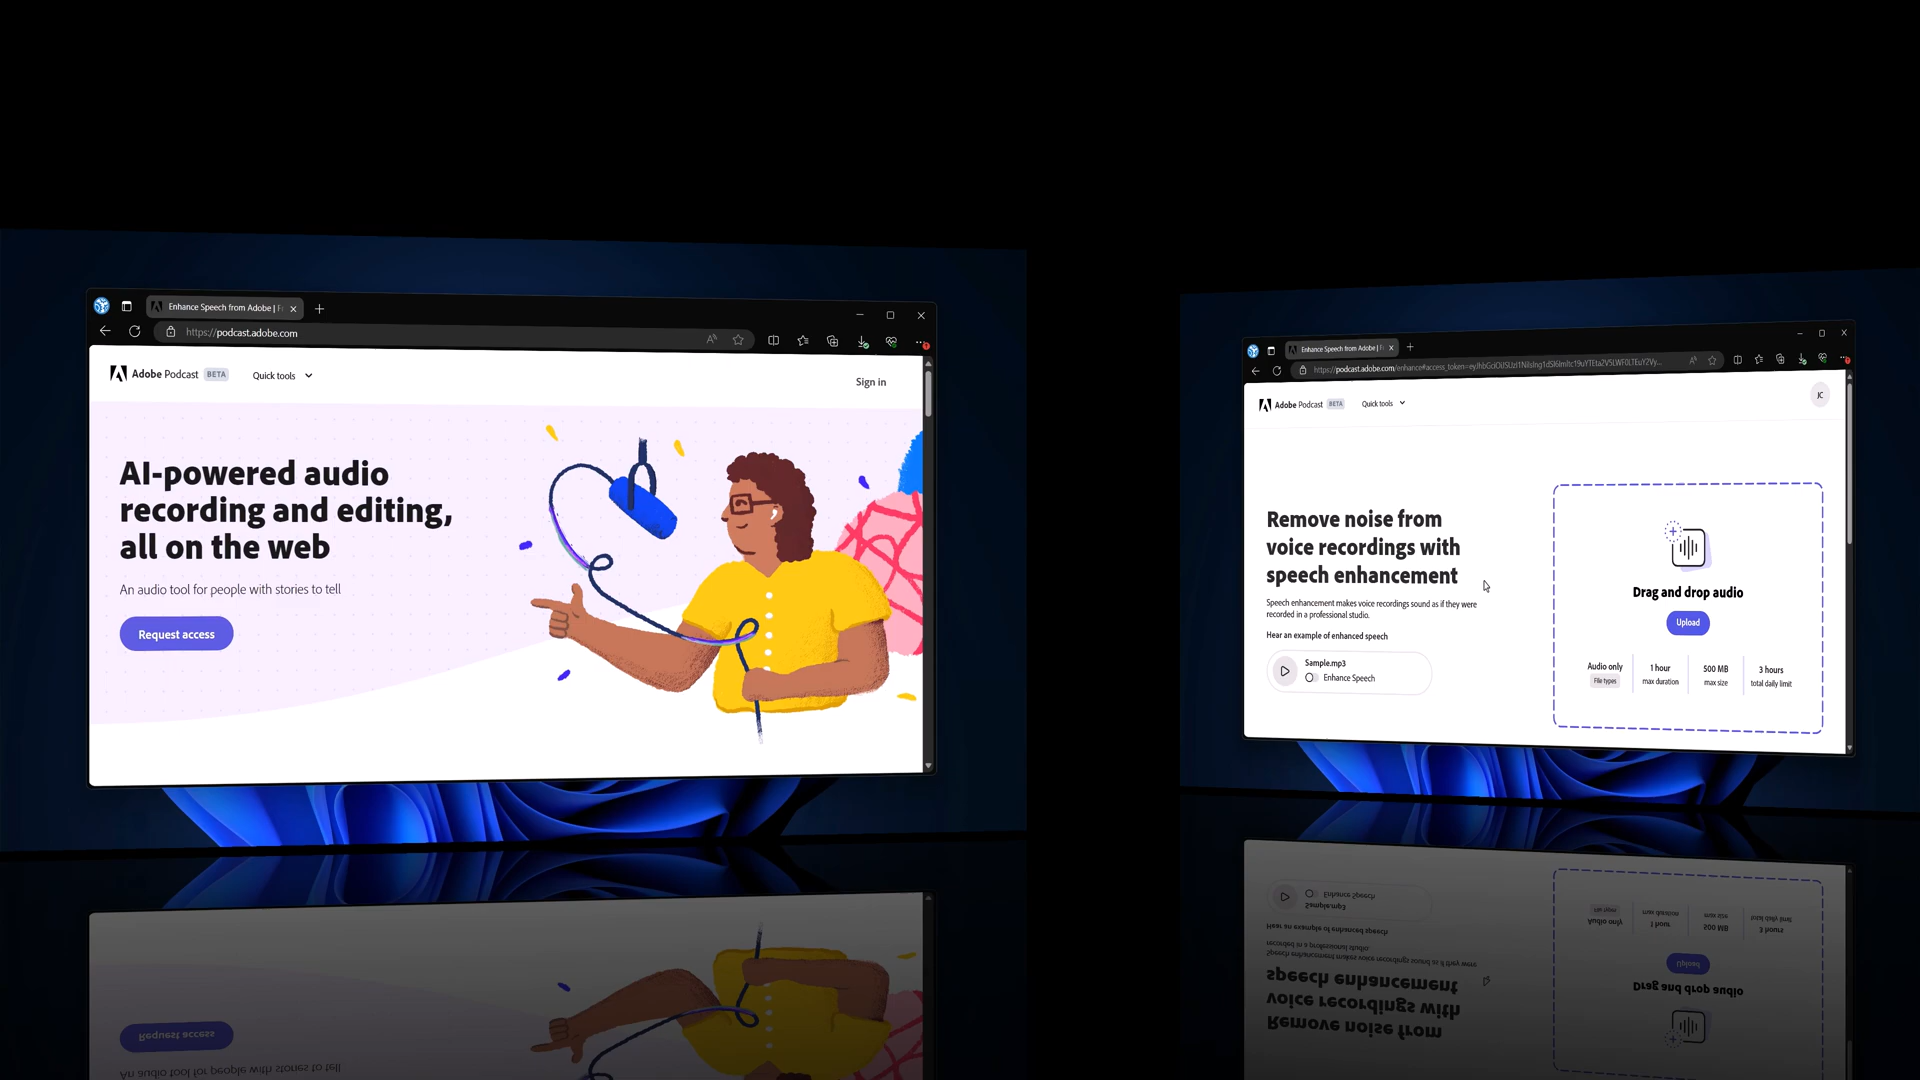 Enhance Speech from Adobe |
https://podcast.adobe.com
Adobe Podcast BETA
Quick tools
Sign in
AI-powered audio
recording and editing,
all on the web
An audio tool for people with stories to tell
Request access
Enhance Speech from Adobe |
Adobe Podcast BETA
Quick tools
JC
Remove noise from
voice recordings with
speech enhancement
Speech enhancement makes voice recordings sound as if they were
recorded in a professional studio.
Hear an example of enhanced speech
Sample.mp3
Enhance Speech
Drag and drop audio
Upload
Audio only
File types
1 hour
max duration
500 MB
max size
3 hours
total daily limit